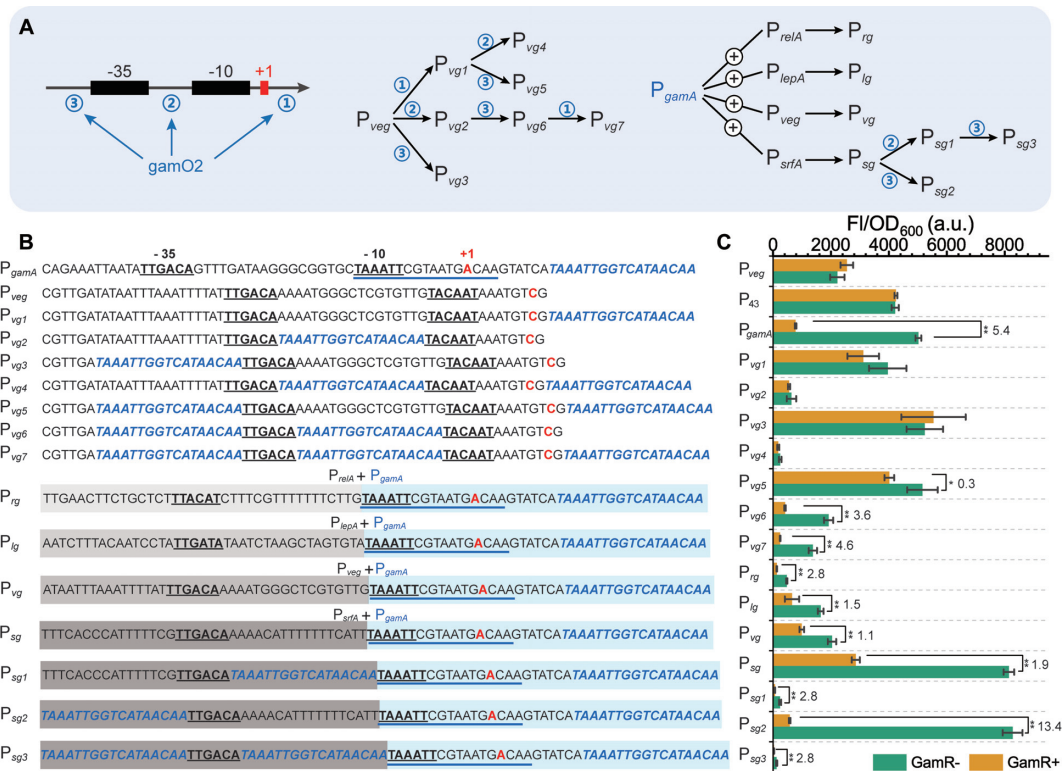 A
-35 -10 +1
③ ② ①
gamO2
Pveg ① Pvg1 ② Pvg4
③ Pvg5
② Pvg2 ③ Pvg6 ① Pvg7
③ Pvg3
PgamA
+ PrelA Prg
+ PlepA Plg
+ Pveg Pvg
+ PsrfA Psg ② Psg1 ③ Psg3
③ Psg2
B
- 35 - 10 +1
PgamA CAGAAATTAATATTGACAGTTTGATAAGGGCGGTGCTAAATTCGTAATGACAAGTATCATAAATTGGTCATAACAA
Pveg CGTTGATATAATTTAAATTTTATTTGACAAAAATGGGCTCGTGTTGTACAATAAATGTCG
Pvg1 CGTTGATATAATTTAAATTTTATTTGACAAAAATGGGCTCGTGTTGTACAATAAATGTCGTAAATTGGTCATAACAA
Pvg2 CGTTGATATAATTTAAATTTTATTTGACATAAATTGGTCATAACAATACAATAAATGTCG
Pvg3 CGTTGATAAATTGGTCATAACAATTGACAAAAATGGGCTCGTGTTGTACAATAAATGTCG
Pvg4 CGTTGATATAATTTAAATTTTATTTGACATAAATTGGTCATAACAATACAATAAATGTCGTAAATTGGTCATAACAA
Pvg5 CGTTGATAAATTGGTCATAACAATTGACAAAAATGGGCTCGTGTTGTACAATAAATGTCGTAAATTGGTCATAACAA
Pvg6 CGTTGATAAATTGGTCATAACAATTGACATAAATTGGTCATAACAATACAATAAATGTCG
Pvg7 CGTTGATAAATTGGTCATAACAATTGACATAAATTGGTCATAACAATACAATAAATGTCGTAAATTGGTCATAACAA
PrelA + PgamA
Prg TTGAACTTCTGCTCTTTACATCTTTCGTTTTTTTCTTGTAAATTCGTAATGACAAGTATCATAAATTGGTCATAACAA
PlepA + PgamA
Plg AATCTTTACAATCCTATTGATATAATCTAAGCTAGTGTATAAATTCGTAATGACAAGTATCATAAATTGGTCATAACAA
Pveg + PgamA
Pvg ATAATTTAAATTTTATTTGACAAAAATGGGCTCGTGTTGTAAATTCGTAATGACAAGTATCATAAATTGGTCATAACAA
PsrfA + PgamA
Psg TTTCACCCATTTTTCGTTGACAAAAACATTTTTTTCATTTAAATTCGTAATGACAAGTATCATAAATTGGTCATAACAA
Psg1 TTTCACCCATTTTTCGTTGACATAAATTGGTCATAACAATAAATTCGTAATGACAAGTATCATAAATTGGTCATAACAA
Psg2 TAAATTGGTCATAACAATTGACAAAAACATTTTTTTCATTTAAATTCGTAATGACAAGTATCATAAATTGGTCATAACAA
Psg3 TAAATTGGTCATAACAATTGACATAAATTGGTCATAACAATAAATTCGTAATGACAAGTATCATAAATTGGTCATAACAA
C
Fl/OD600 (a.u.)
0 2000 4000 6000 8000
Pveg
P43
PgamA ** 5.4
Pvg1
Pvg2
Pvg3
Pvg4
Pvg5 * 0.3
Pvg6 ** 3.6
Pvg7 ** 4.6
Prg ** 2.8
Plg ** 1.5
Pvg ** 1.1
Psg ** 1.9
Psg1 ** 2.8
Psg2 ** 13.4
Psg3 ** 2.8
GamR- GamR+